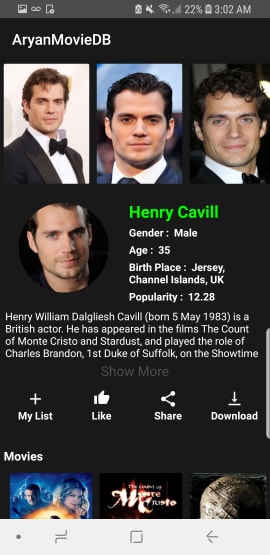 22% 3:02 AM
AryanMovieDB
Henry Cavill
Gender : Male
Age : 35
Birth Place : Jersey,
Channel Islands, UK
Popularity : 12.28
Henry William Dalgliesh Cavill (born 5 May 1983) is a
British actor. He has appeared in the films The Count
of Monte Cristo and Stardust, and played the role of
Charles Brandon, 1st Duke of Suffolk, on the Showtime
Show More
My List Like Share Download
Movies
THE COUNT OF
MONTE CRISTO